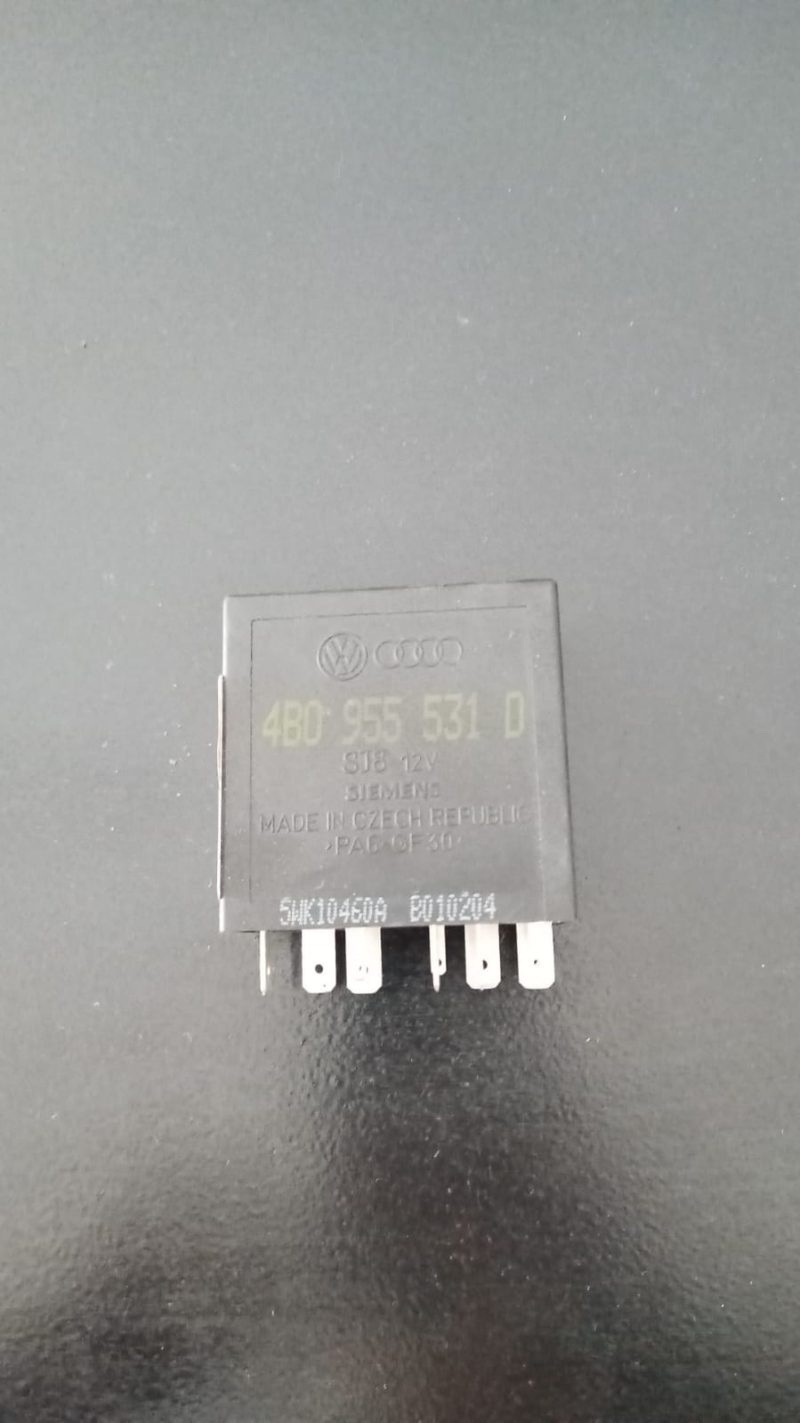 4B0 955 531 D
SJ8 12V
SIEMENS
MADE IN CZECH REPUBLIC
>PA6 GF30<
5WK10460A B010204